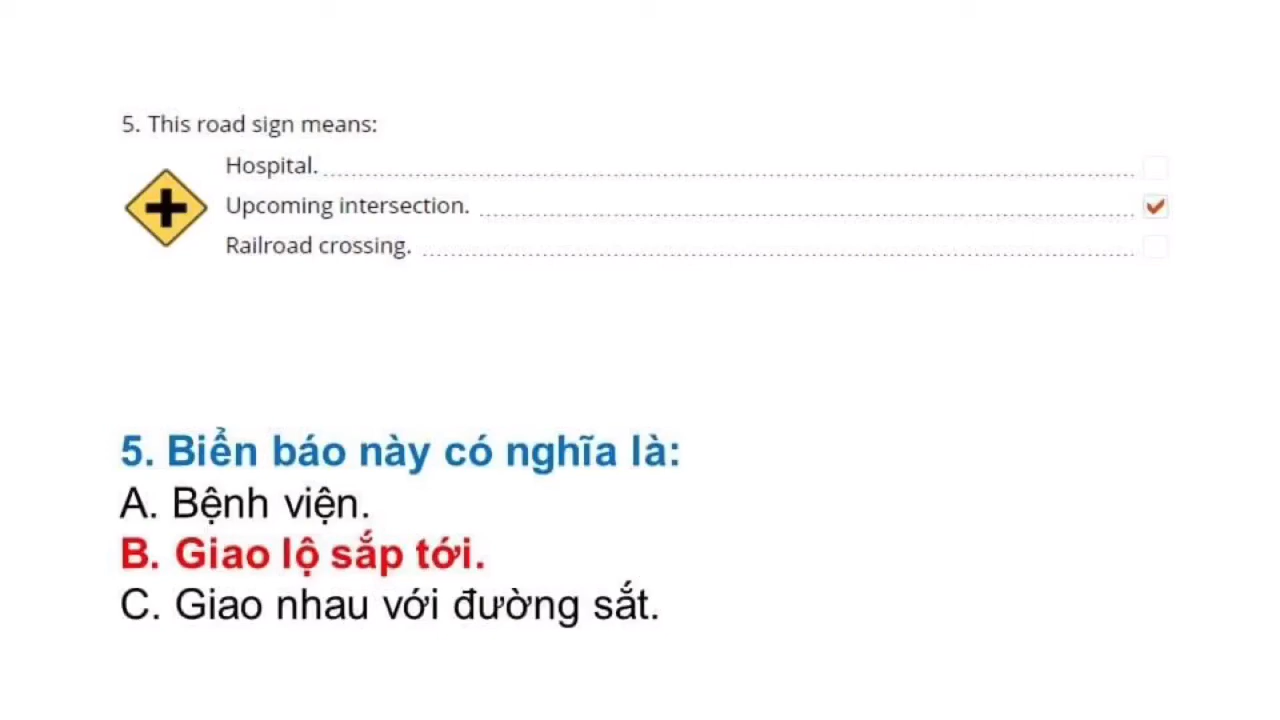 5. This road sign means:
Hospital.
Upcoming intersection.
Railroad crossing.
5. Biển báo này có nghĩa là:
A. Bệnh viện.
B. Giao lộ sắp tới.
C. Giao nhau với đường sắt.